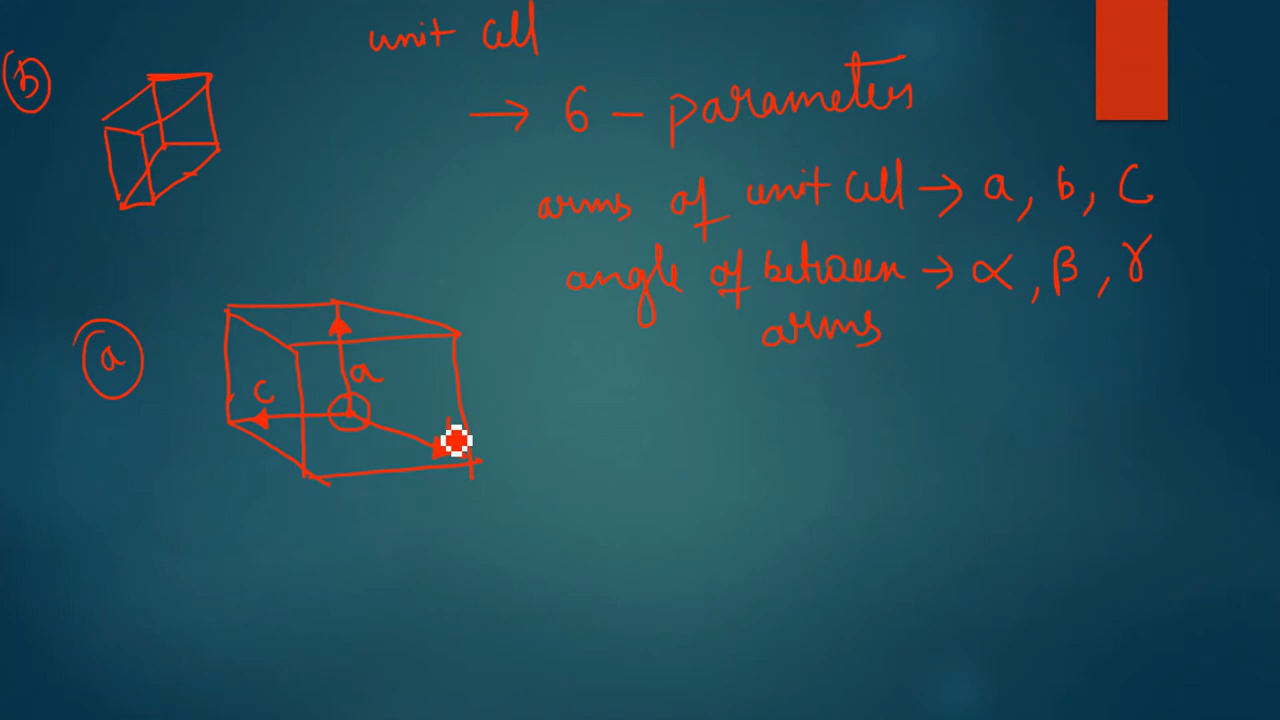 unit cell
b
→ 6 - parameters
arms of unit cell → a, b, c
angle of between → α, β, γ
arms
a
a
c